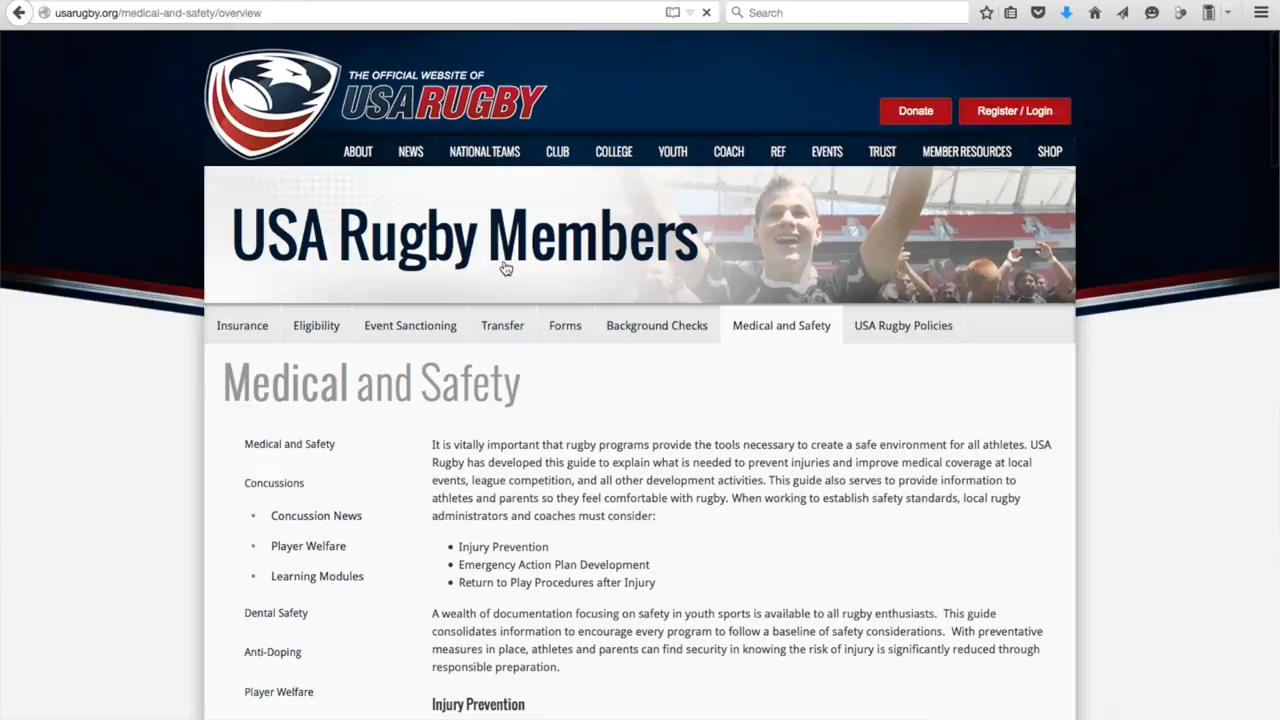 usarugby.org/medical-and-safety/overview
Search
THE OFFICIAL WEBSITE OF
USARUGBY
Donate
Register / Login
ABOUT NEWS NATIONAL TEAMS CLUB COLLEGE YOUTH COACH REF EVENTS TRUST MEMBER RESOURCES SHOP
USA Rugby Members
Insurance Eligibility Event Sanctioning Transfer Forms Background Checks Medical and Safety USA Rugby Policies
Medical and Safety
Medical and Safety
Concussions
• Concussion News
• Player Welfare
• Learning Modules
Dental Safety
Anti-Doping
Player Welfare
It is vitally important that rugby programs provide the tools necessary to create a safe environment for all athletes. USA
Rugby has developed this guide to explain what is needed to prevent injuries and improve medical coverage at local
events, league competition, and all other development activities. This guide also serves to provide information to
athletes and parents so they feel comfortable with rugby. When working to establish safety standards, local rugby
administrators and coaches must consider:
• Injury Prevention
• Emergency Action Plan Development
• Return to Play Procedures after Injury
A wealth of documentation focusing on safety in youth sports is available to all rugby enthusiasts. This guide
consolidates information to encourage every program to follow a baseline of safety considerations. With preventative
measures in place, athletes and parents can find security in knowing the risk of injury is significantly reduced through
responsible preparation.
Injury Prevention